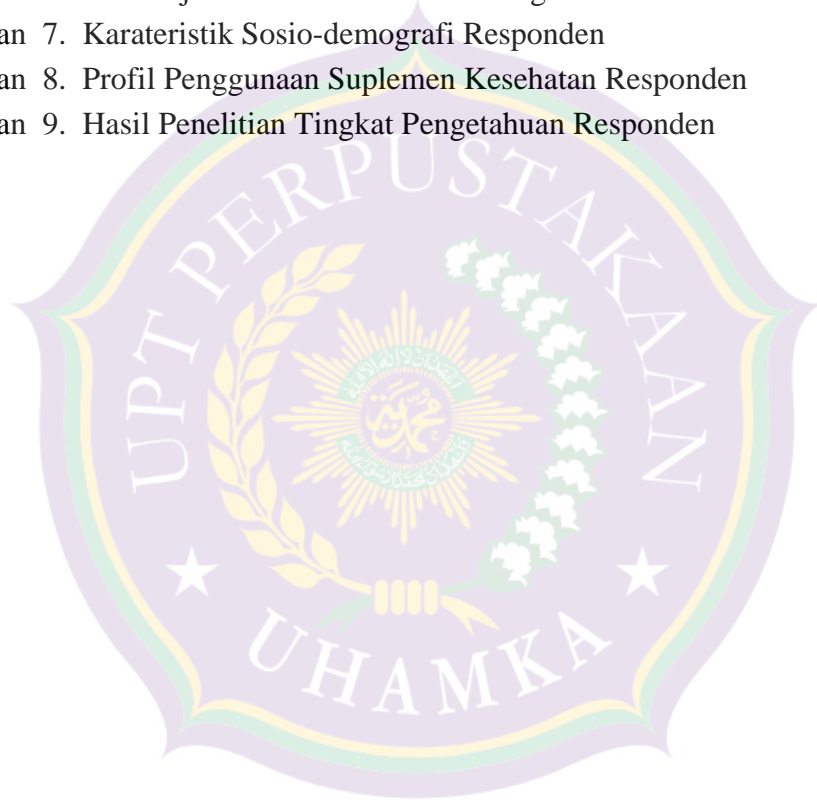 an 7. Karateristik Sosio-demografi Responden
an 8. Profil Penggunaan Suplemen Kesehatan Responden
an 9. Hasil Penelitian Tingkat Pengetahuan Responden
UPT PERPUSTAKAAN
محمدية
UHAMKA